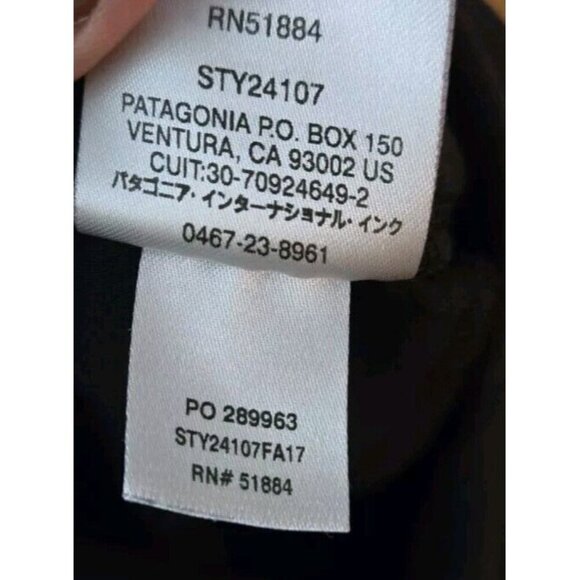 RN51884
STY24107
PATAGONIA P.O. BOX 150
VENTURA, CA 93002 US
CUIT:30-70924649-2
パタゴニア・インターナショナル・インク
0467-23-8961
PO 289963
STY24107FA17
RN# 51884